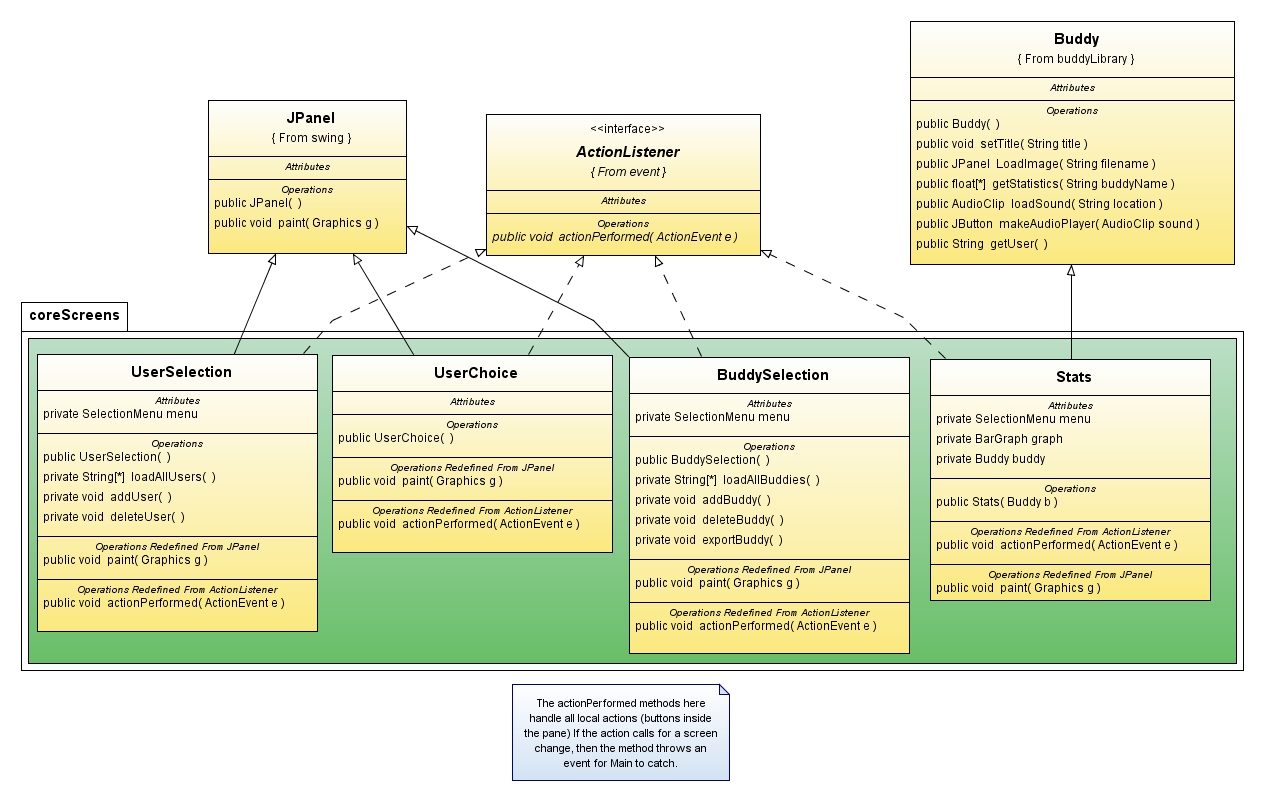 Buddy
{ From buddyLibrary }
Attributes
Operations
public Buddy( )
public void setTitle( String title )
public JPanel LoadImage( String filename )
public float[*] getStatistics( String buddyName )
public AudioClip loadSound( String location )
public JButton makeAudioPlayer( AudioClip sound )
public String getUser( )
JPanel
{ From swing }
Attributes
Operations
public JPanel( )
public void paint( Graphics g )
<<interface>>
ActionListener
{ From event }
Attributes
Operations
public void actionPerformed( ActionEvent e )
coreScreens
UserSelection
Attributes
private SelectionMenu menu
Operations
public UserSelection( )
private String[*] loadAllUsers( )
private void addUser( )
private void deleteUser( )
Operations Redefined From JPanel
public void paint( Graphics g )
Operations Redefined From ActionListener
public void actionPerformed( ActionEvent e )
UserChoice
Attributes
Operations
public UserChoice( )
Operations Redefined From JPanel
public void paint( Graphics g )
Operations Redefined From ActionListener
public void actionPerformed( ActionEvent e )
BuddySelection
Attributes
private SelectionMenu menu
Operations
public BuddySelection( )
private String[*] loadAllBuddies( )
private void addBuddy( )
private void deleteBuddy( )
private void exportBuddy( )
Operations Redefined From JPanel
public void paint( Graphics g )
Operations Redefined From ActionListener
public void actionPerformed( ActionEvent e )
Stats
Attributes
private SelectionMenu menu
private BarGraph graph
private Buddy buddy
Operations
public Stats( Buddy b )
Operations Redefined From ActionListener
public void actionPerformed( ActionEvent e )
Operations Redefined From JPanel
public void paint( Graphics g )
The actionPerformed methods here
handle all local actions (buttons inside
the pane) If the action calls for a screen
change, then the method throws an
event for Main to catch.